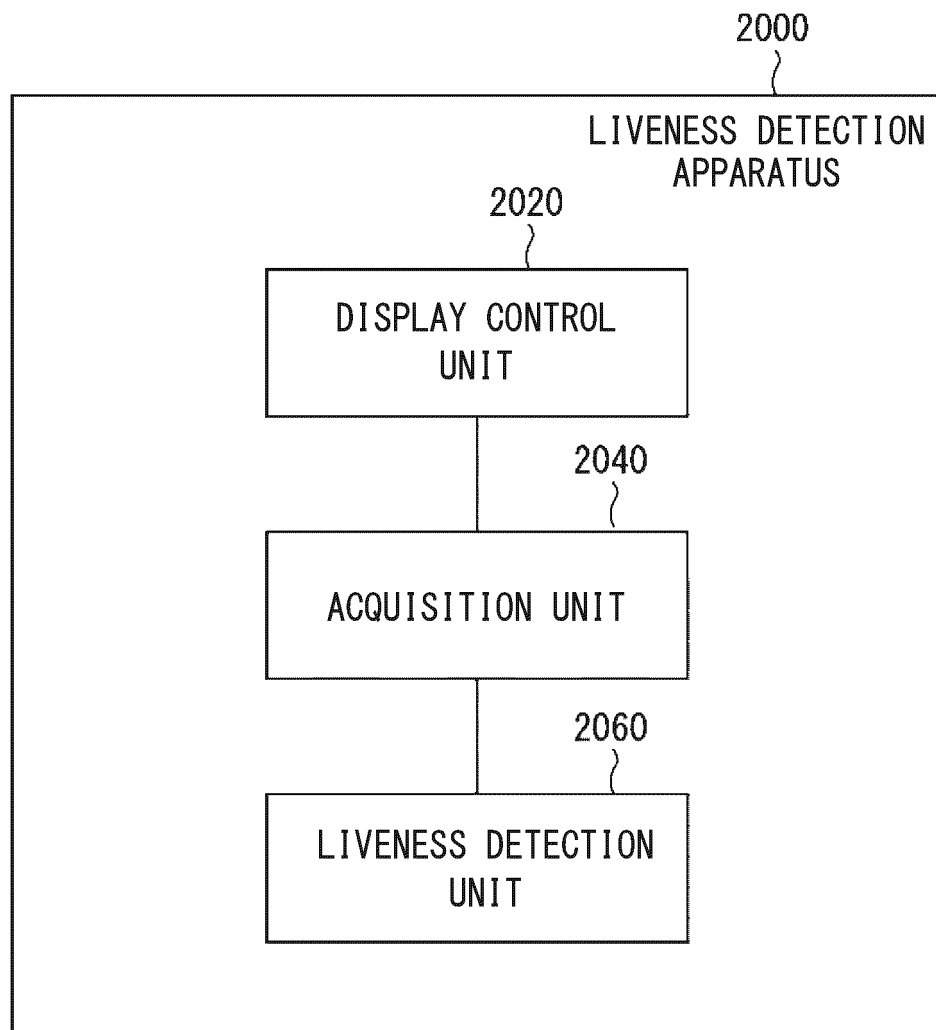 2000
LIVENESS DETECTION
APPARATUS
2020
DISPLAY CONTROL
UNIT
2040
ACQUISITION UNIT
2060
LIVENESS DETECTION
UNIT